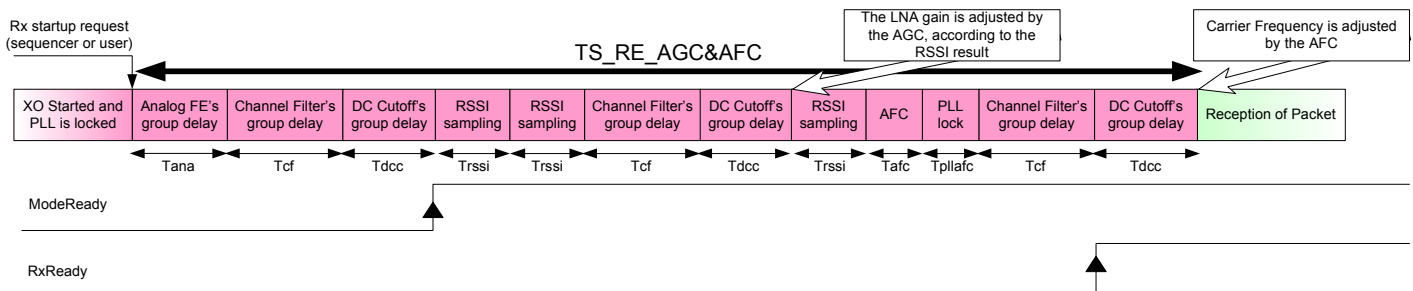 Rx startup request
(sequencer or user)
TS_RE_AGC&AFC
The LNA gain is adjusted by
the AGC, according to the
RSSI result
Carrier Frequency is adjusted
by the AFC
XO Started and
PLL is locked
Analog FE's
group delay
Channel Filter's
group delay
DC Cutoff's
group delay
RSSI
sampling
RSSI
sampling
Channel Filter's
group delay
DC Cutoff's
group delay
RSSI
sampling
AFC
PLL
lock
Channel Filter's
group delay
DC Cutoff's
group delay
Reception of Packet
Tana
Tcf
Tdcc
Trssi
Trssi
Tcf
Tdcc
Trssi
Tafc
Tpllafc
Tcf
Tdcc
ModeReady
RxReady